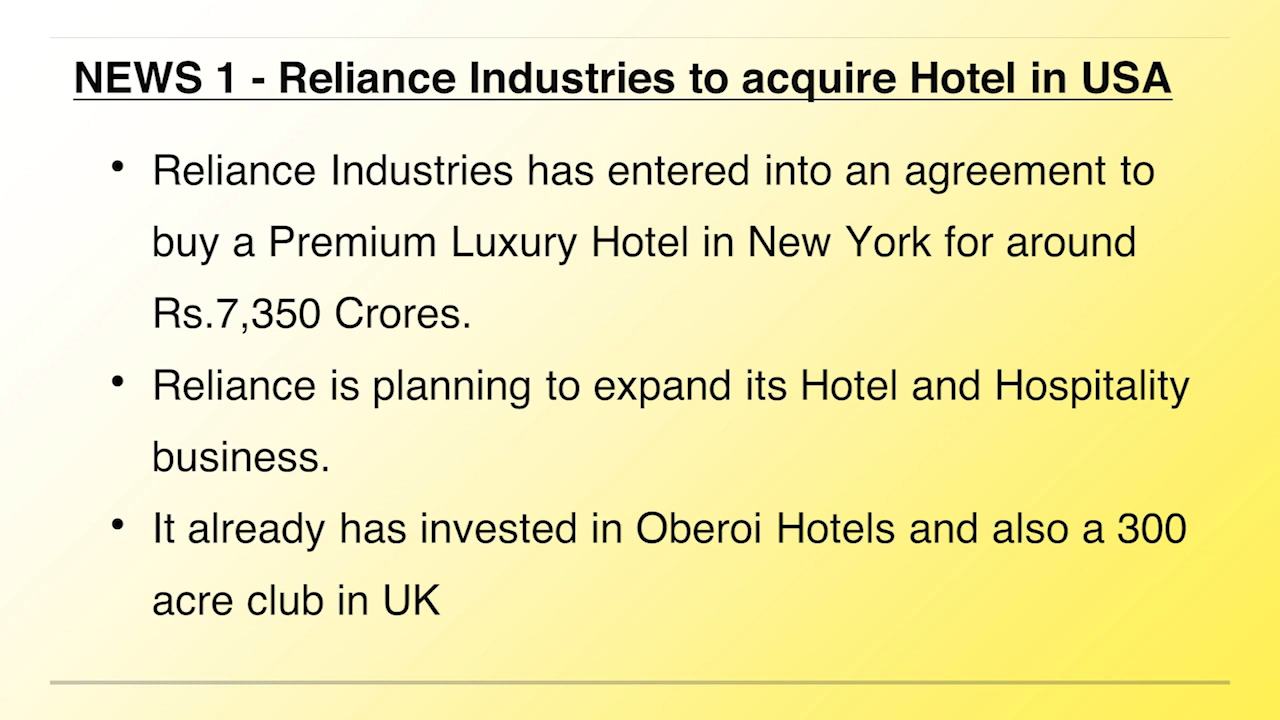 NEWS 1 - Reliance Industries to acquire Hotel in USA
• Reliance Industries has entered into an agreement to
buy a Premium Luxury Hotel in New York for around
Rs.7,350 Crores.
• Reliance is planning to expand its Hotel and Hospitality
business.
• It already has invested in Oberoi Hotels and also a 300
acre club in UK